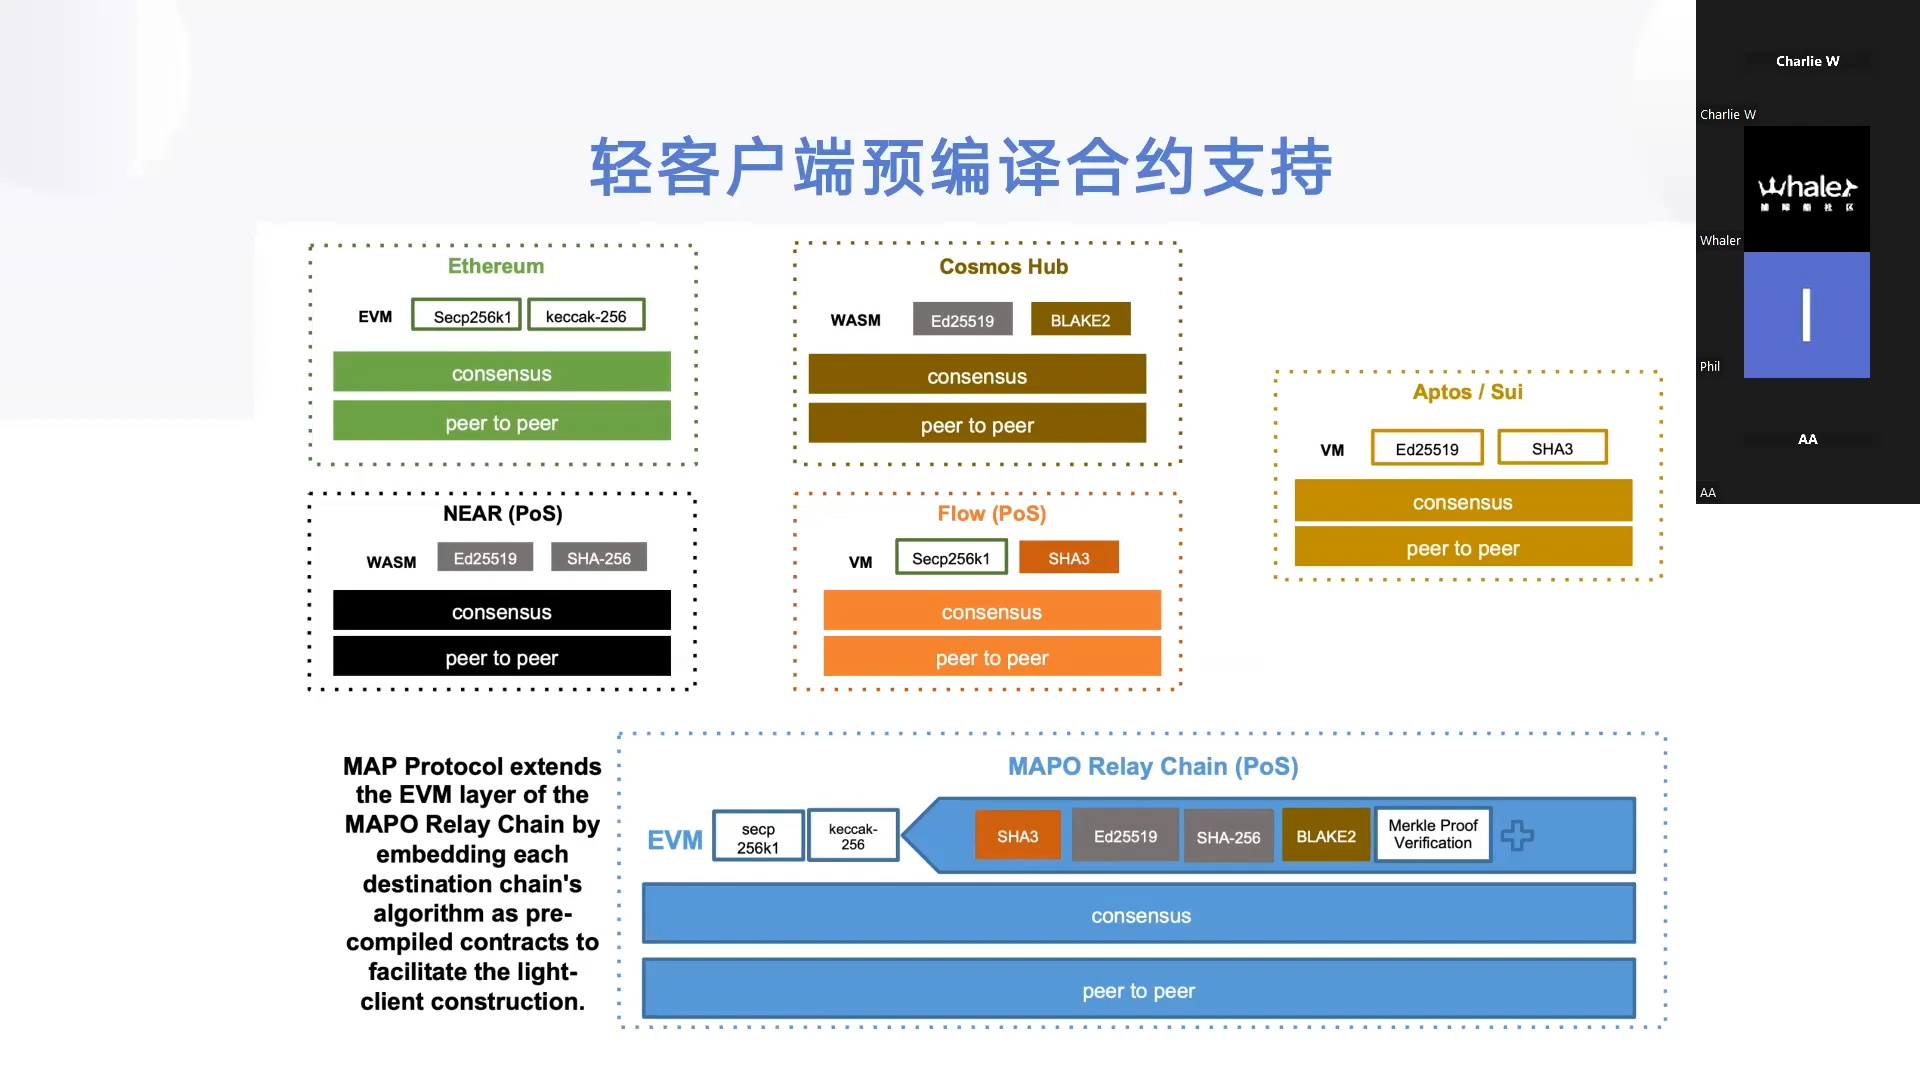 轻客户端预编译合约支持
Ethereum
EVM
Secp256k1
keccak-256
consensus
peer to peer
Cosmos Hub
WASM
Ed25519
BLAKE2
consensus
peer to peer
Aptos / Sui
VM
Ed25519
SHA3
consensus
peer to peer
NEAR (PoS)
WASM
Ed25519
SHA-256
consensus
peer to peer
Flow (PoS)
VM
Secp256k1
SHA3
consensus
peer to peer
MAP Protocol extends
the EVM layer of the
MAPO Relay Chain by
embedding each
destination chain's
algorithm as pre-
compiled contracts to
facilitate the light-
client construction.
MAPO Relay Chain (PoS)
EVM
secp
256k1
keccak-
256
SHA3
Ed25519
SHA-256
BLAKE2
Merkle Proof
Verification
consensus
peer to peer
Charlie W
Charlie W
whaler
Whaler
Phil
AA
AA